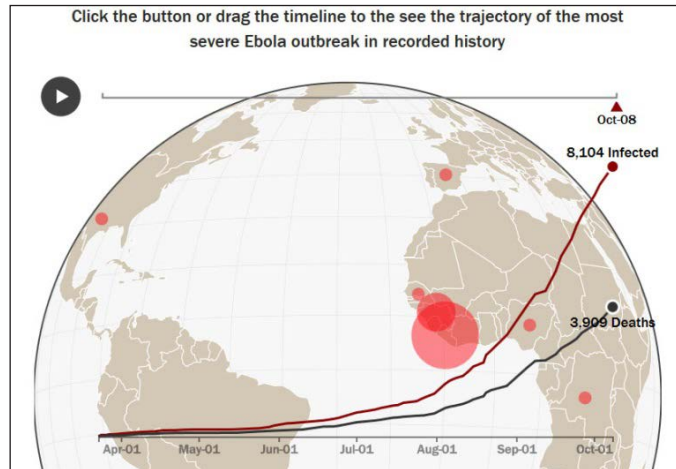 Click the button or drag the timeline to the see the trajectory of the most
severe Ebola outbreak in recorded history
Oct-08
8,104 Infected
3,909 Deaths
Apr-01 May-01 Jun-01 Jul-01 Aug-01 Sep-01 Oct-01